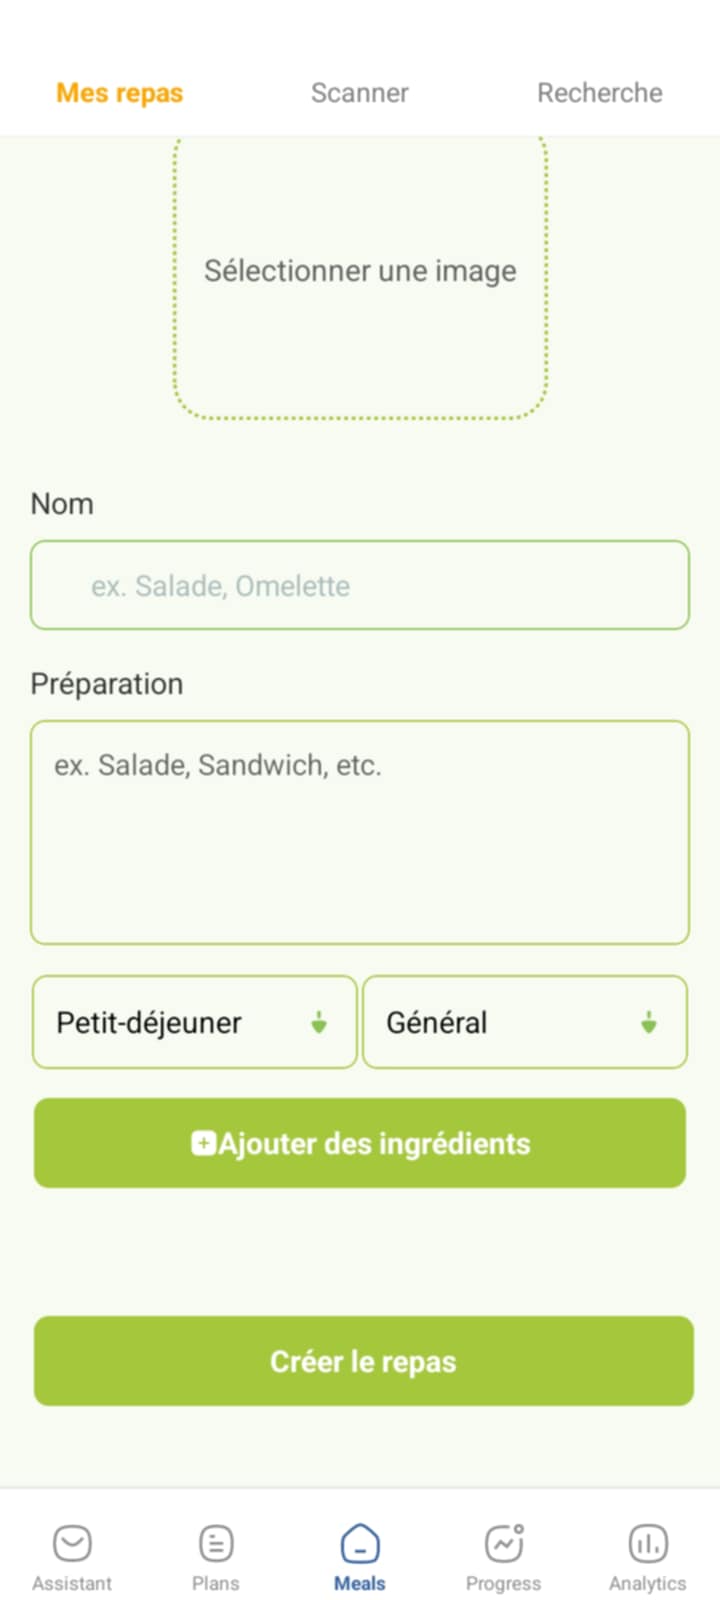 Mes repas
Scanner
Recherche
Sélectionner une image
Nom
ex. Salade, Omelette
Préparation
ex. Salade, Sandwich, etc.
Petit-déjeuner
Général
Ajouter des ingrédients
Créer le repas
Assistant
Plans
Meals
Progress
Analytics